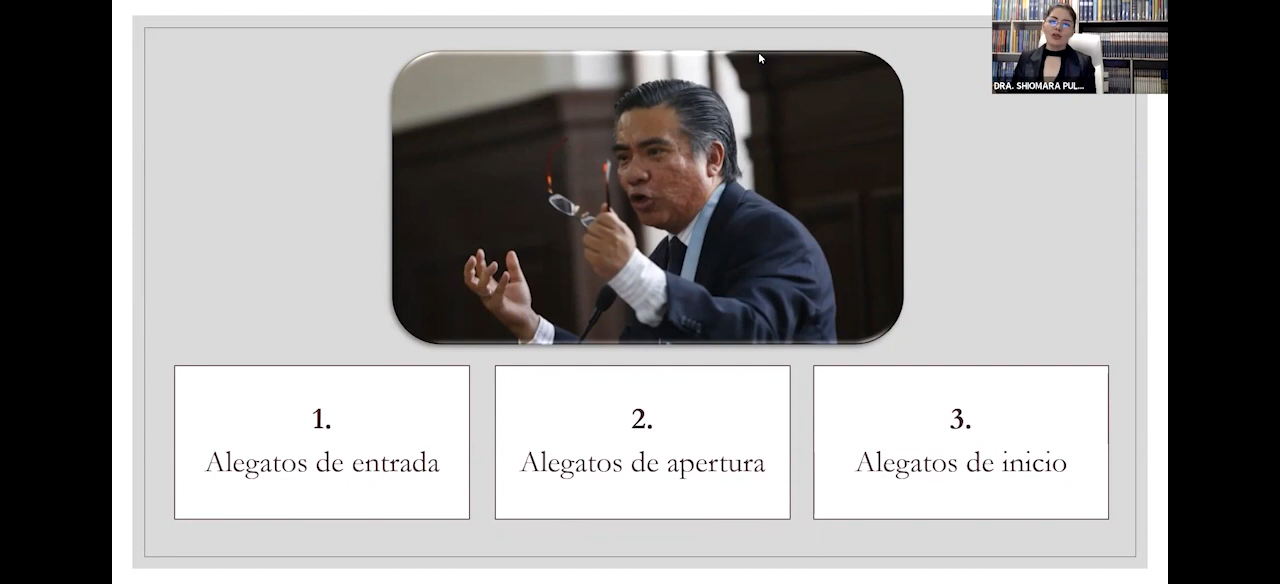 DRA. SHIOMARA PUL...
1.
Alegatos de entrada
2.
Alegatos de apertura
3.
Alegatos de inicio